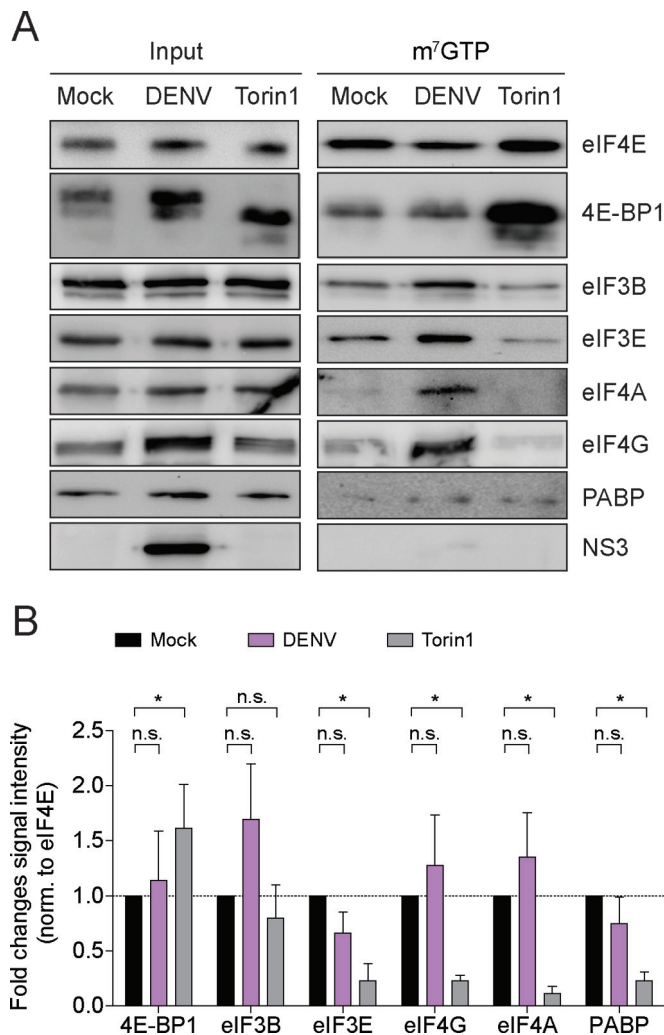 A
Input
m⁷GTP
Mock DENV Torin1
Mock DENV Torin1
eIF4E
4E-BP1
eIF3B
eIF3E
eIF4A
eIF4G
PABP
NS3
B
Mock
DENV
Torin1
Fold changes signal intensity
(norm. to eIF4E)
2.5
2.0
1.5
1.0
0.5
0.0
* n.s. * * * *
n.s. n.s. n.s. n.s. n.s. n.s.
4E-BP1 eIF3B eIF3E eIF4G eIF4A PABP